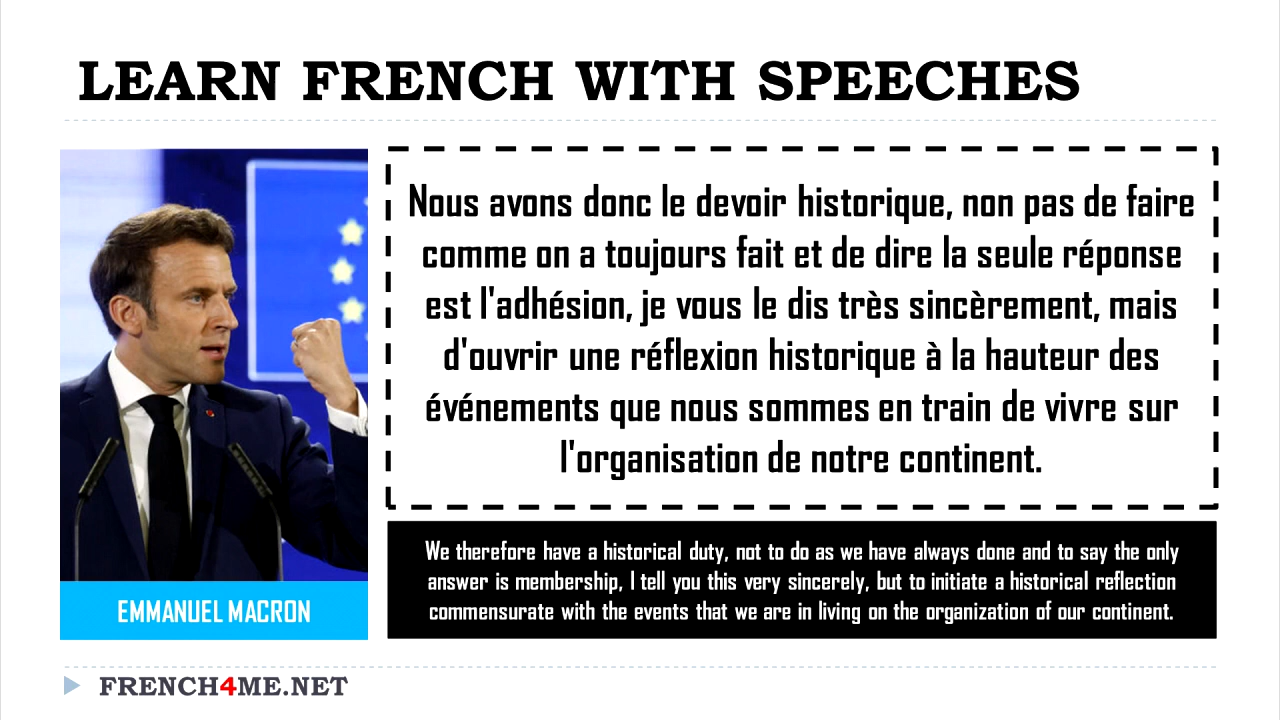 LEARN FRENCH WITH SPEECHES
Nous avons donc le devoir historique, non pas de faire
comme on a toujours fait et de dire la seule réponse
est l'adhésion, je vous le dis très sincèrement, mais
d'ouvrir une réflexion historique à la hauteur des
événements que nous sommes en train de vivre sur
l'organisation de notre continent.
We therefore have a historical duty, not to do as we have always done and to say the only
answer is membership, I tell you this very sincerely, but to initiate a historical reflection
commensurate with the events that we are in living on the organization of our continent.
EMMANUEL MACRON
FRENCH4ME.NET